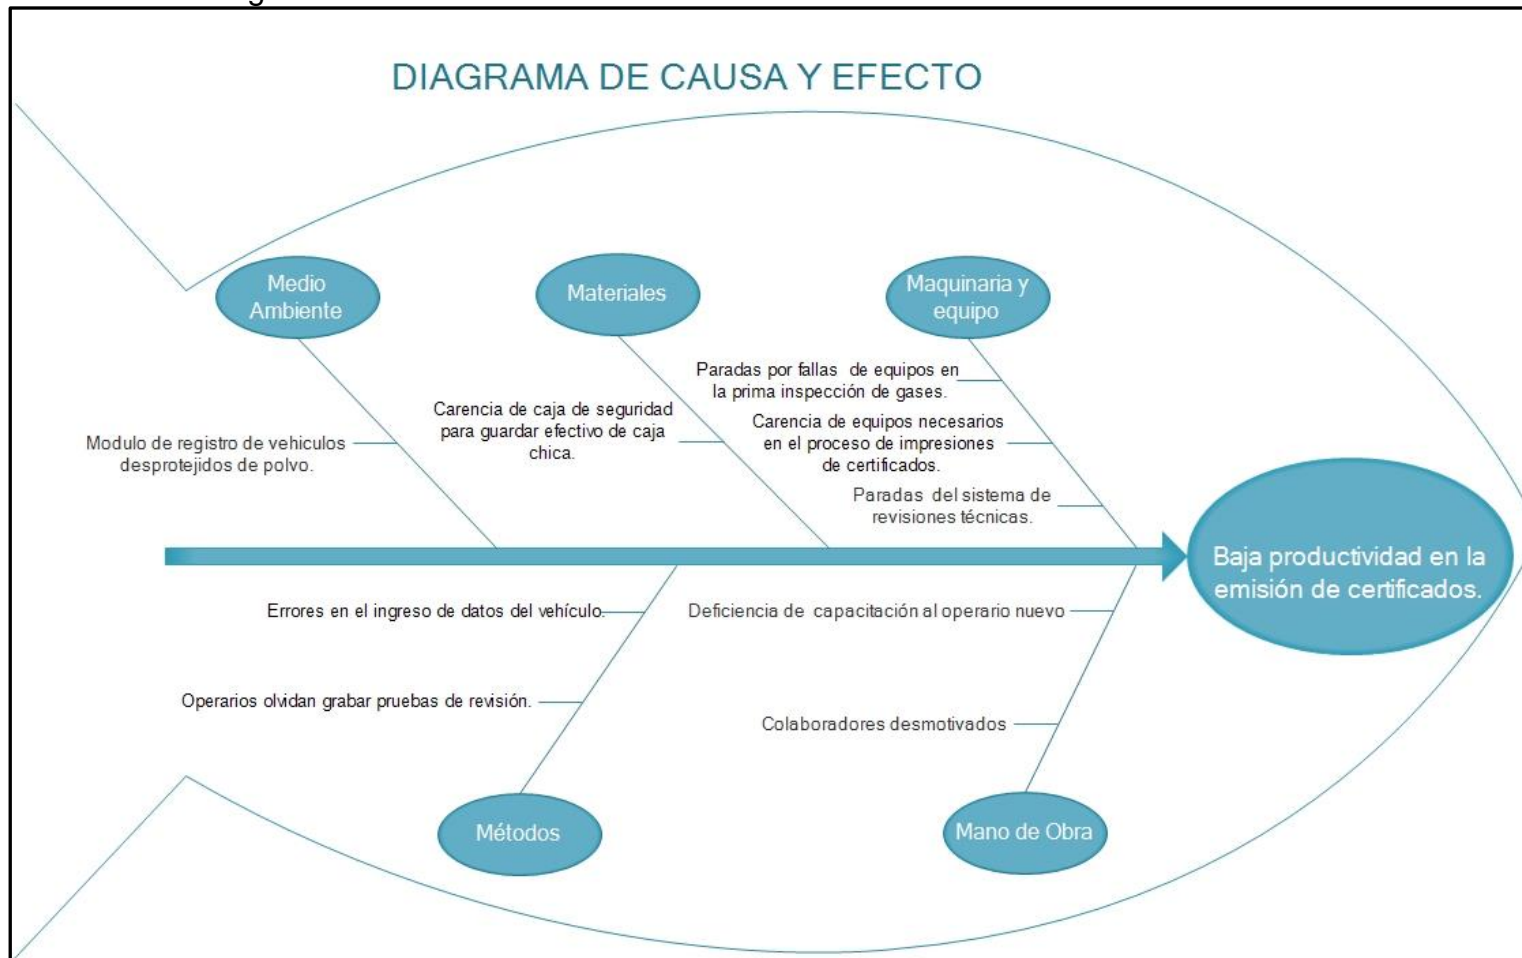 DIAGRAMA DE CAUSA Y EFECTO
Medio
Ambiente
Materiales
Maquinaria y
equipo
Paradas por fallas de equipos en
la prima inspección de gases.
Carencia de caja de seguridad
para guardar efectivo de caja
chica.
Carencia de equipos necesarios
en el proceso de impresiones
de certificados.
Modulo de registro de vehiculos
desprotejidos de polvo.
Paradas del sistema de
revisiones técnicas.
Baja productividad en la
emisión de certificados.
Errores en el ingreso de datos del vehículo.
Deficiencia de capacitación al operario nuevo
Operarios olvidan grabar pruebas de revisión.
Colaboradores desmotivados
Métodos
Mano de Obra